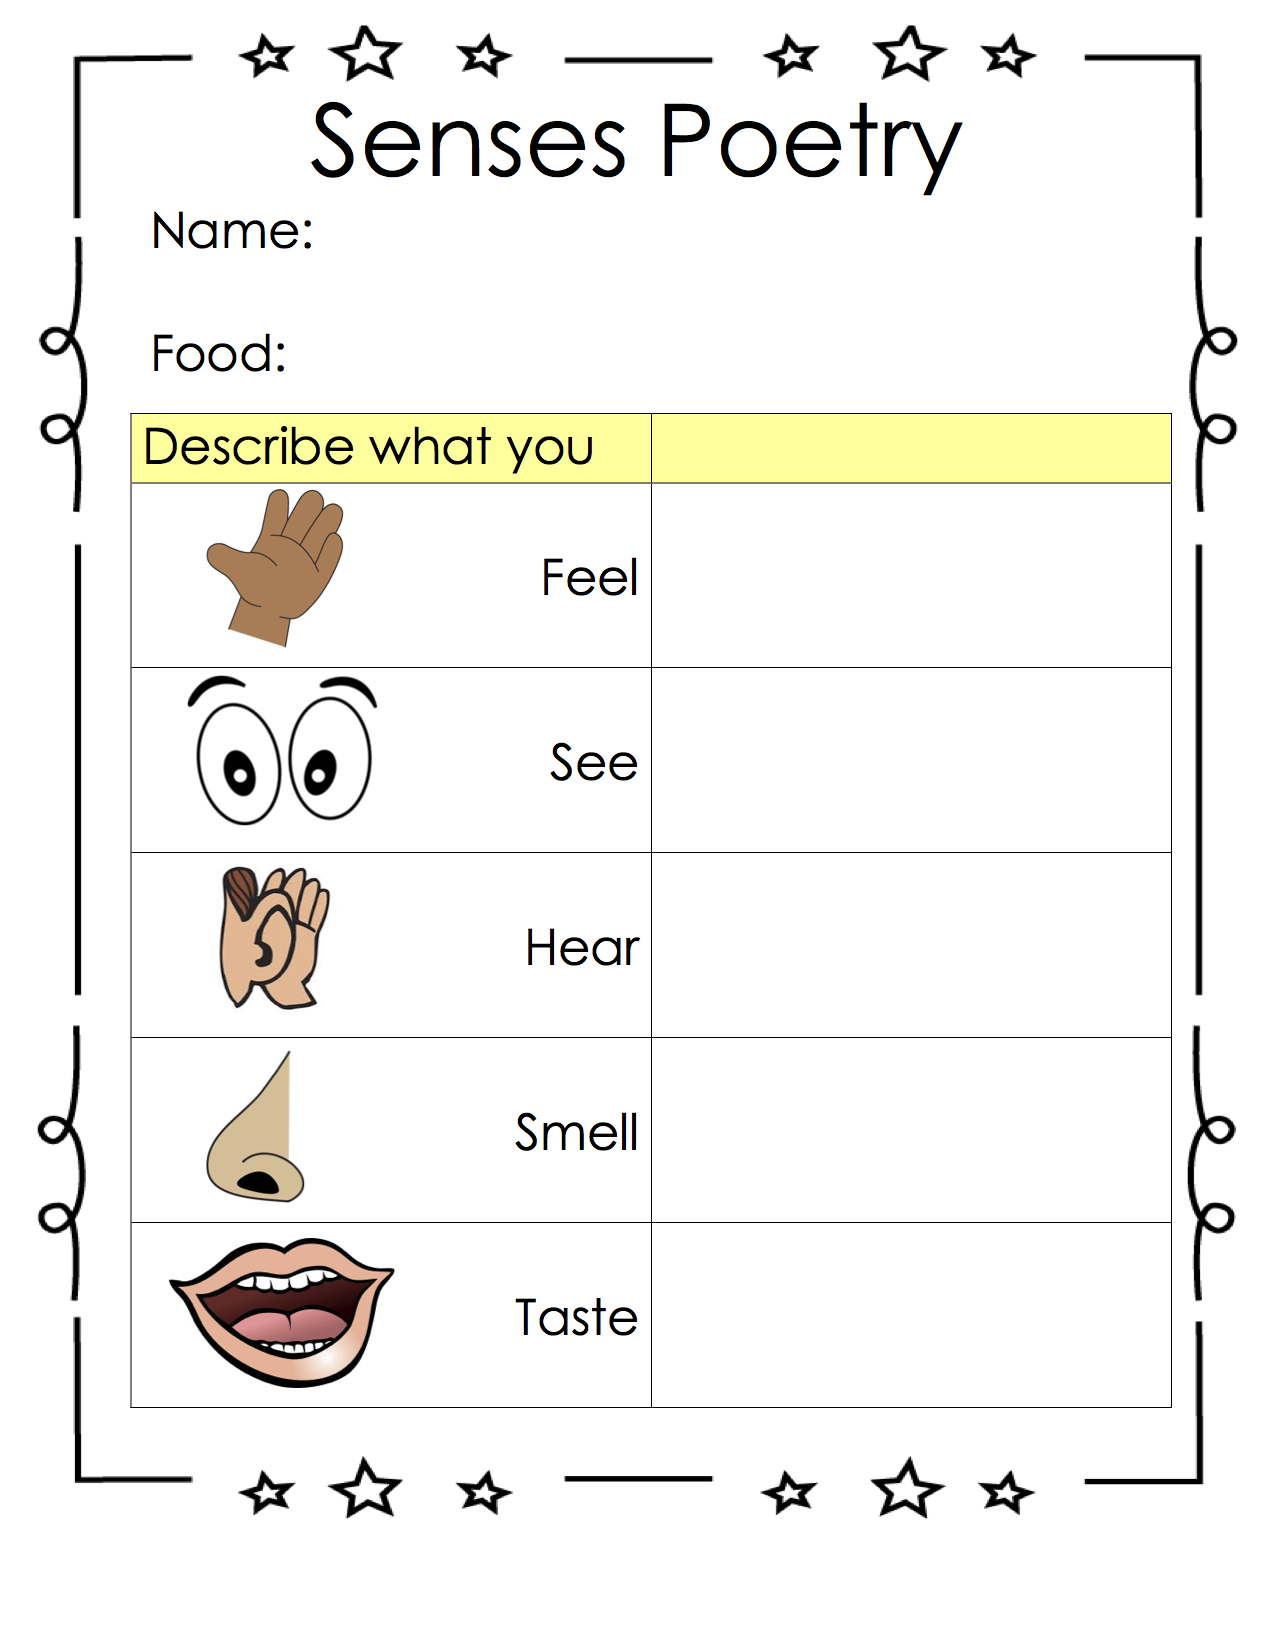 Senses Poetry
Name:
Food:
Describe what you
Feel
See
Hear
Smell
Taste